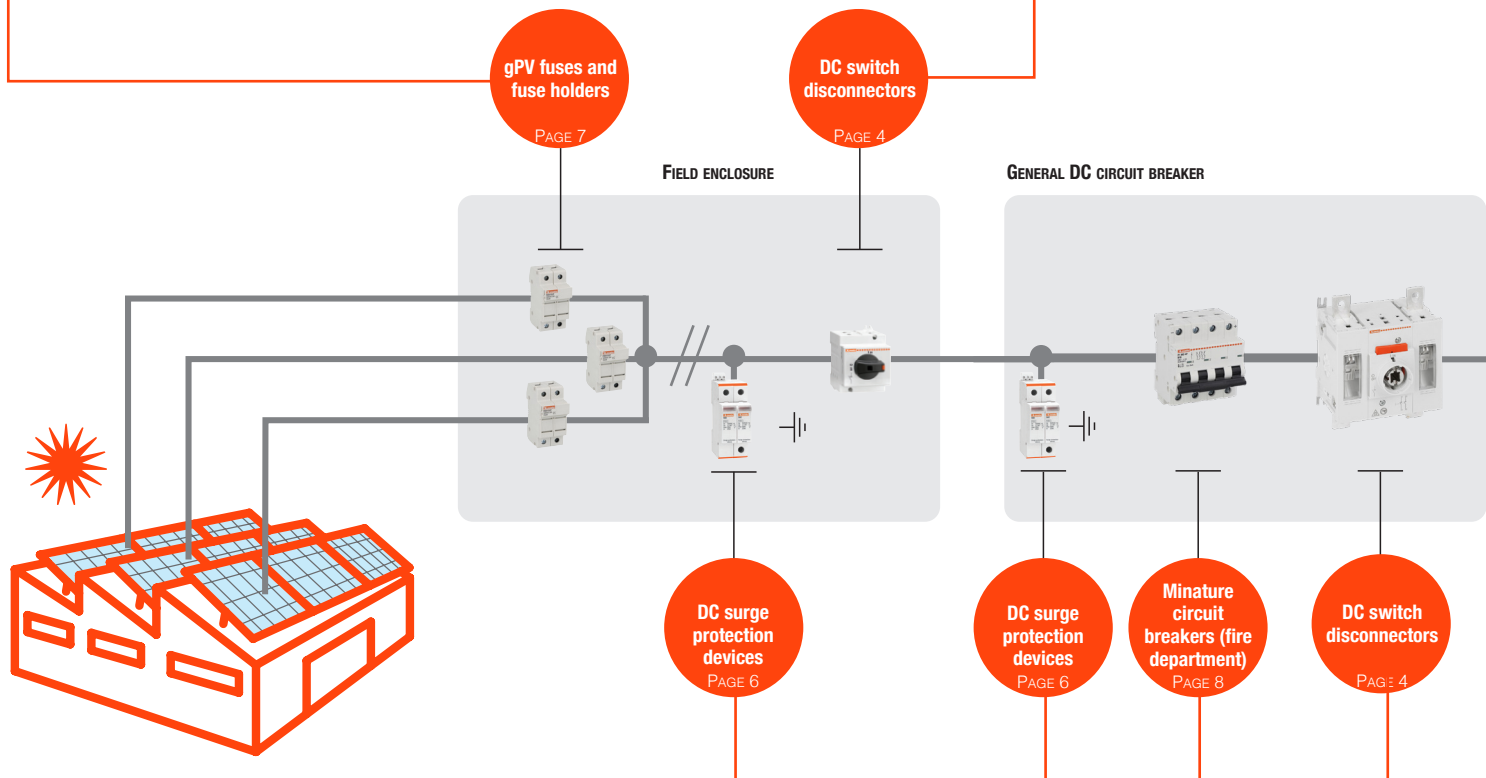 gPV fuses and
fuse holders
PAGE 7
DC switch
disconnectors
PAGE 4
FIELD ENCLOSURE
GENERAL DC CIRCUIT BREAKER
DC surge
protection
devices
PAGE 6
DC surge
protection
devices
PAGE 6
Minature
circuit
breakers (fire
department)
PAGE 8
DC switch
disconnectors
PAGE 4